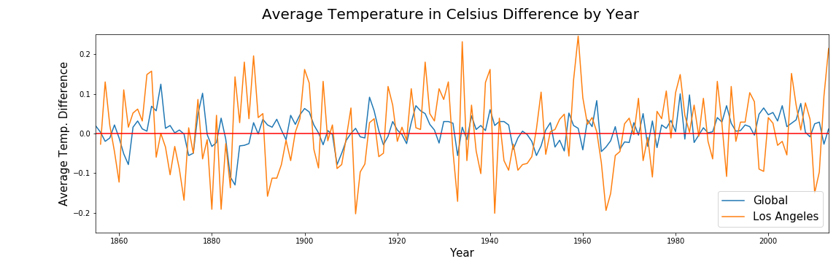 Average Temperature in Celsius Difference by Year
Average Temp. Difference
0.2
0.1
0.0
−0.1
−0.2
1860 1880 1900 1920 1940 1960 1980 2000
Year
Global
Los Angeles